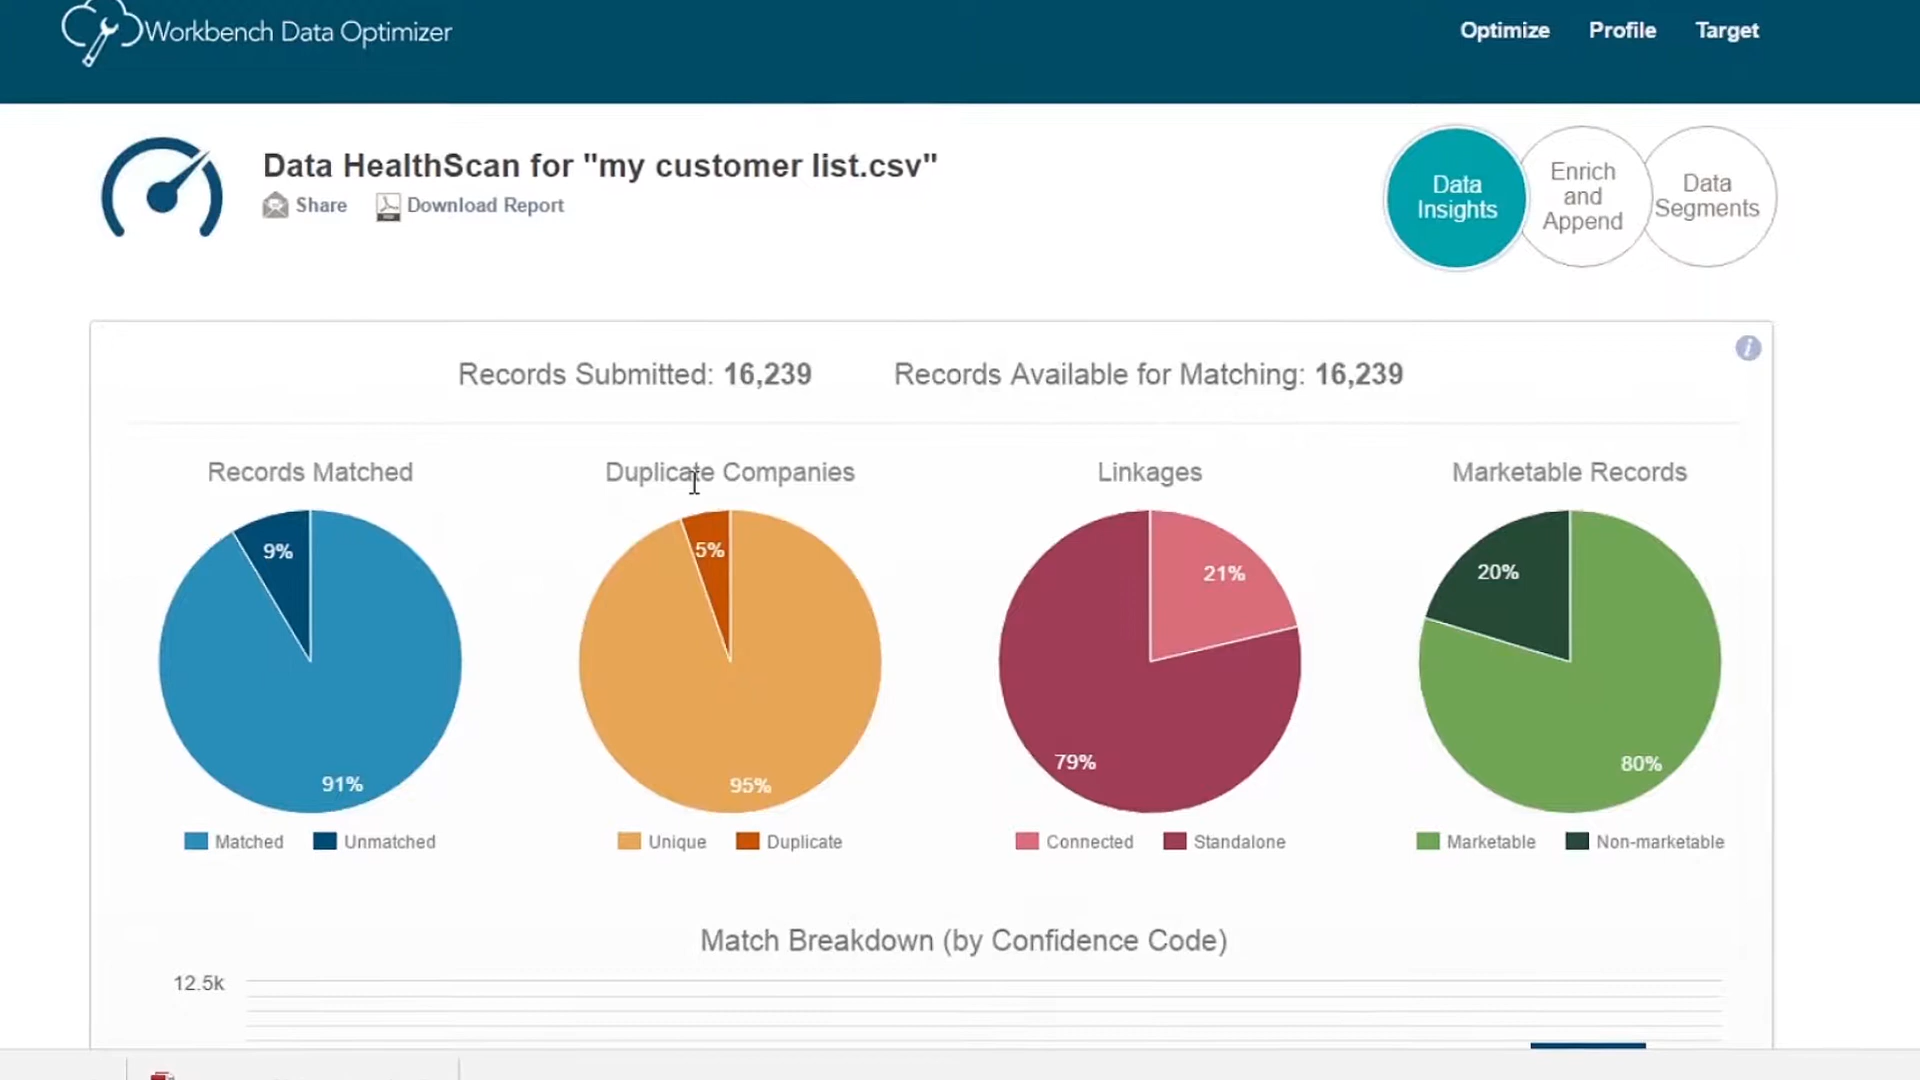 Workbench Data Optimizer
Optimize Profile Target
Data HealthScan for "my customer list.csv"
Share Download Report
Data
Insights
Enrich
and
Append
Data
Segments
Records Submitted: 16,239 Records Available for Matching: 16,239
Records Matched
9%
91%
Matched Unmatched
Duplicate Companies
5%
95%
Unique Duplicate
Linkages
21%
79%
Connected Standalone
Marketable Records
20%
80%
Marketable Non-marketable
Match Breakdown (by Confidence Code)
12.5k